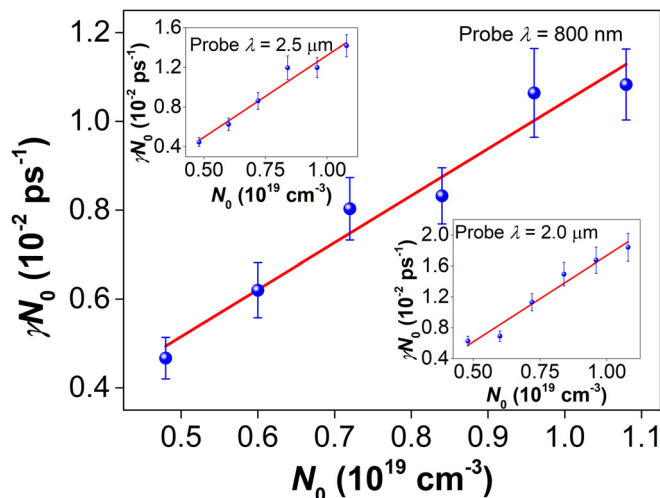 Probe λ = 2.5 μm
γN₀ (10⁻² ps⁻¹)
1.6
1.2
0.8
0.4
0.50 0.75 1.00
N₀ (10¹⁹ cm⁻³)
Probe λ = 800 nm
Probe λ = 2.0 μm
γN₀ (10⁻² ps⁻¹)
2.0
1.6
1.2
0.8
0.4
0.50 0.75 1.00
N₀ (10¹⁹ cm⁻³)
γN₀ (10⁻² ps⁻¹)
1.2
1.0
0.8
0.6
0.4
0.5 0.6 0.7 0.8 0.9 1.0 1.1
N₀ (10¹⁹ cm⁻³)